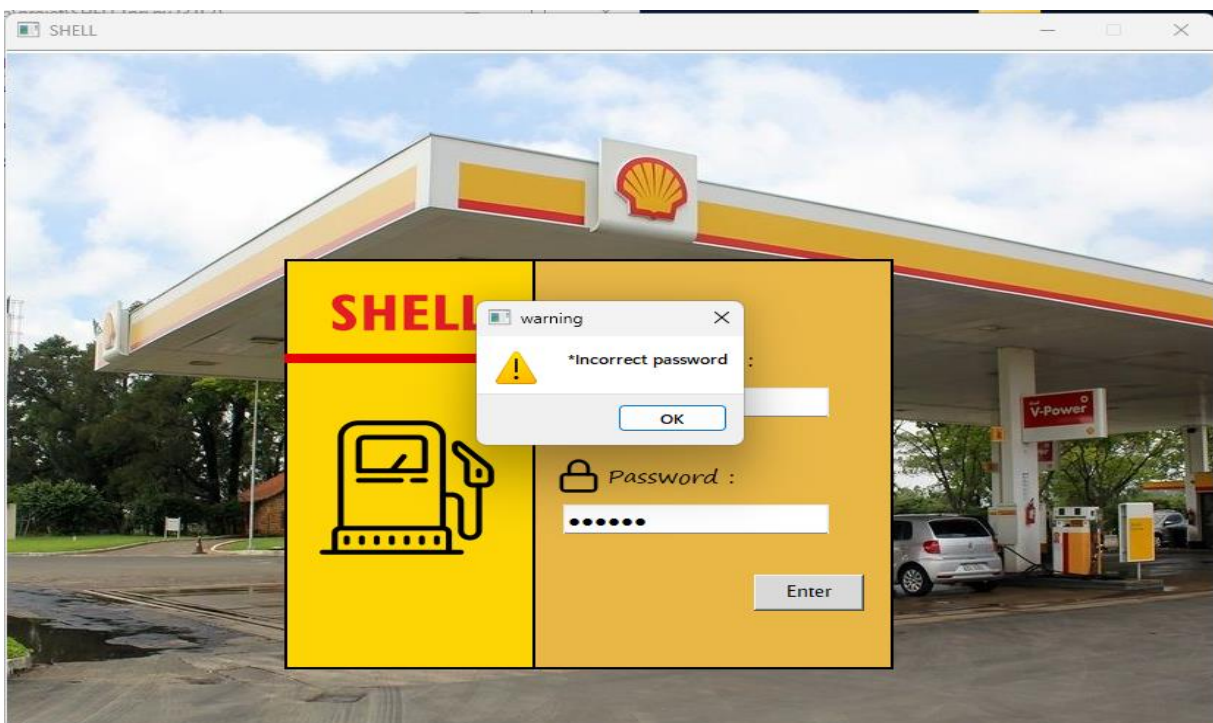 SHELL
SHELL
warning
*Incorrect password
:
OK
V-Power
Password :
••••••
Enter